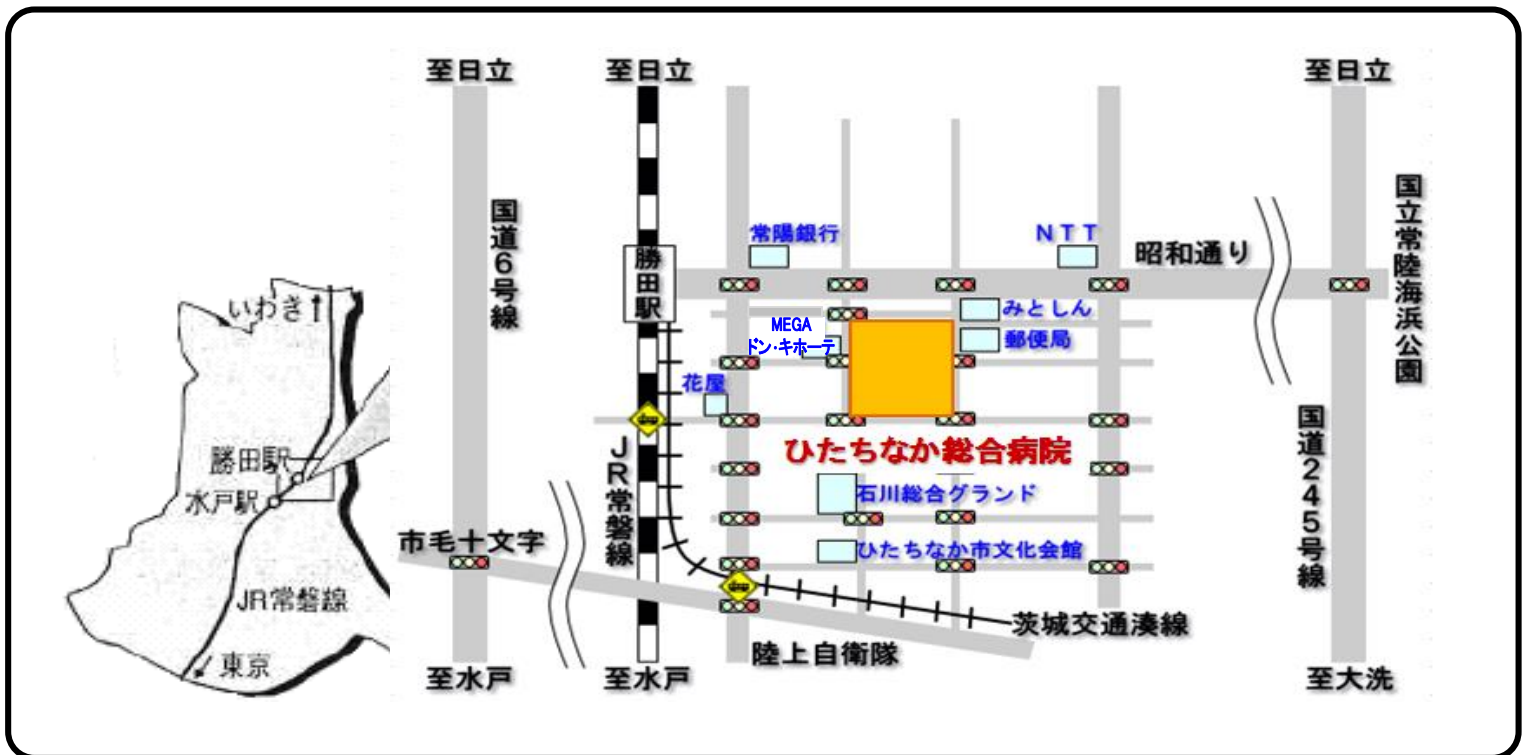 至日立
至日立
至日立
国道6号線
勝田駅
常陽銀行
NTT
昭和通り
国立常陸海浜公園
MEGA
ドン・キホーテ
みとしん
郵便局
花屋
JR常磐線
ひたちなか総合病院
石川総合グランド
ひたちなか市文化会館
市毛十文字
国道245号線
茨城交通湊線
陸上自衛隊
至水戸
至水戸
至大洗
いわき
勝田駅
水戸駅
JR常磐線
東京